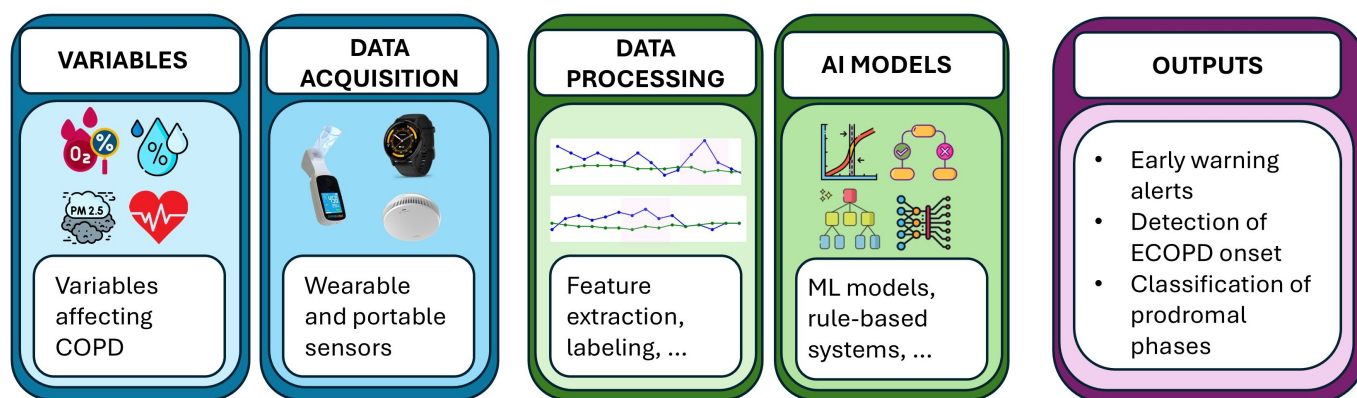 VARIABLES
O₂
%
%
PM 2.5
Variables
affecting
COPD
DATA
ACQUISITION
Wearable
and portable
sensors
DATA
PROCESSING
Feature
extraction,
labeling, ...
AI MODELS
ML models,
rule-based
systems, ...
OUTPUTS
• Early warning
alerts
• Detection of
ECOPD onset
• Classification of
prodromal
phases